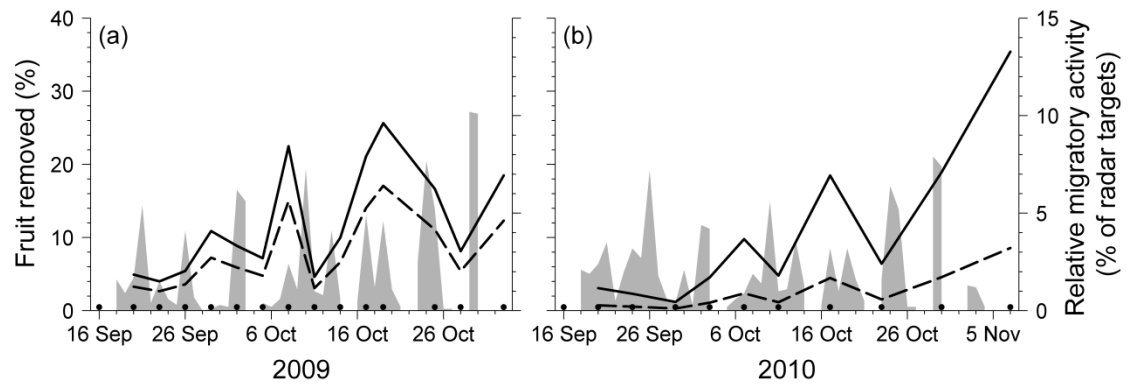 (a)
(b)
Fruit removed (%)
40
30
20
10
0
16 Sep 26 Sep 6 Oct 16 Oct 26 Oct
2009
16 Sep 26 Sep 6 Oct 16 Oct 26 Oct 5 Nov
2010
15
10
5
0
Relative migratory activity
(% of radar targets)